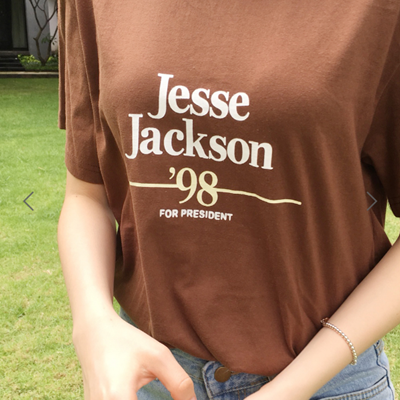 Jesse
Jackson
’98
FOR PRESIDENT